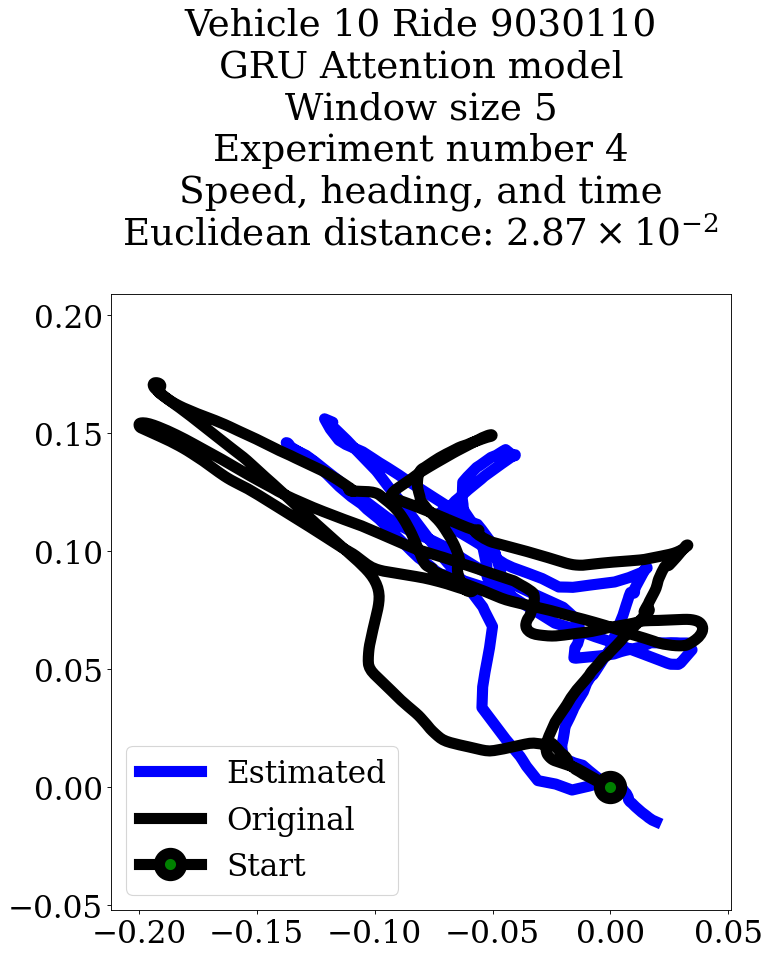 Vehicle 10 Ride 9030110
GRU Attention model
Window size 5
Experiment number 4
Speed, heading, and time
Euclidean distance: 2.87 × 10⁻²
0.20
0.15
0.10
0.05
0.00
−0.05
Estimated
Original
Start
−0.20 −0.15 −0.10 −0.05 0.00 0.05